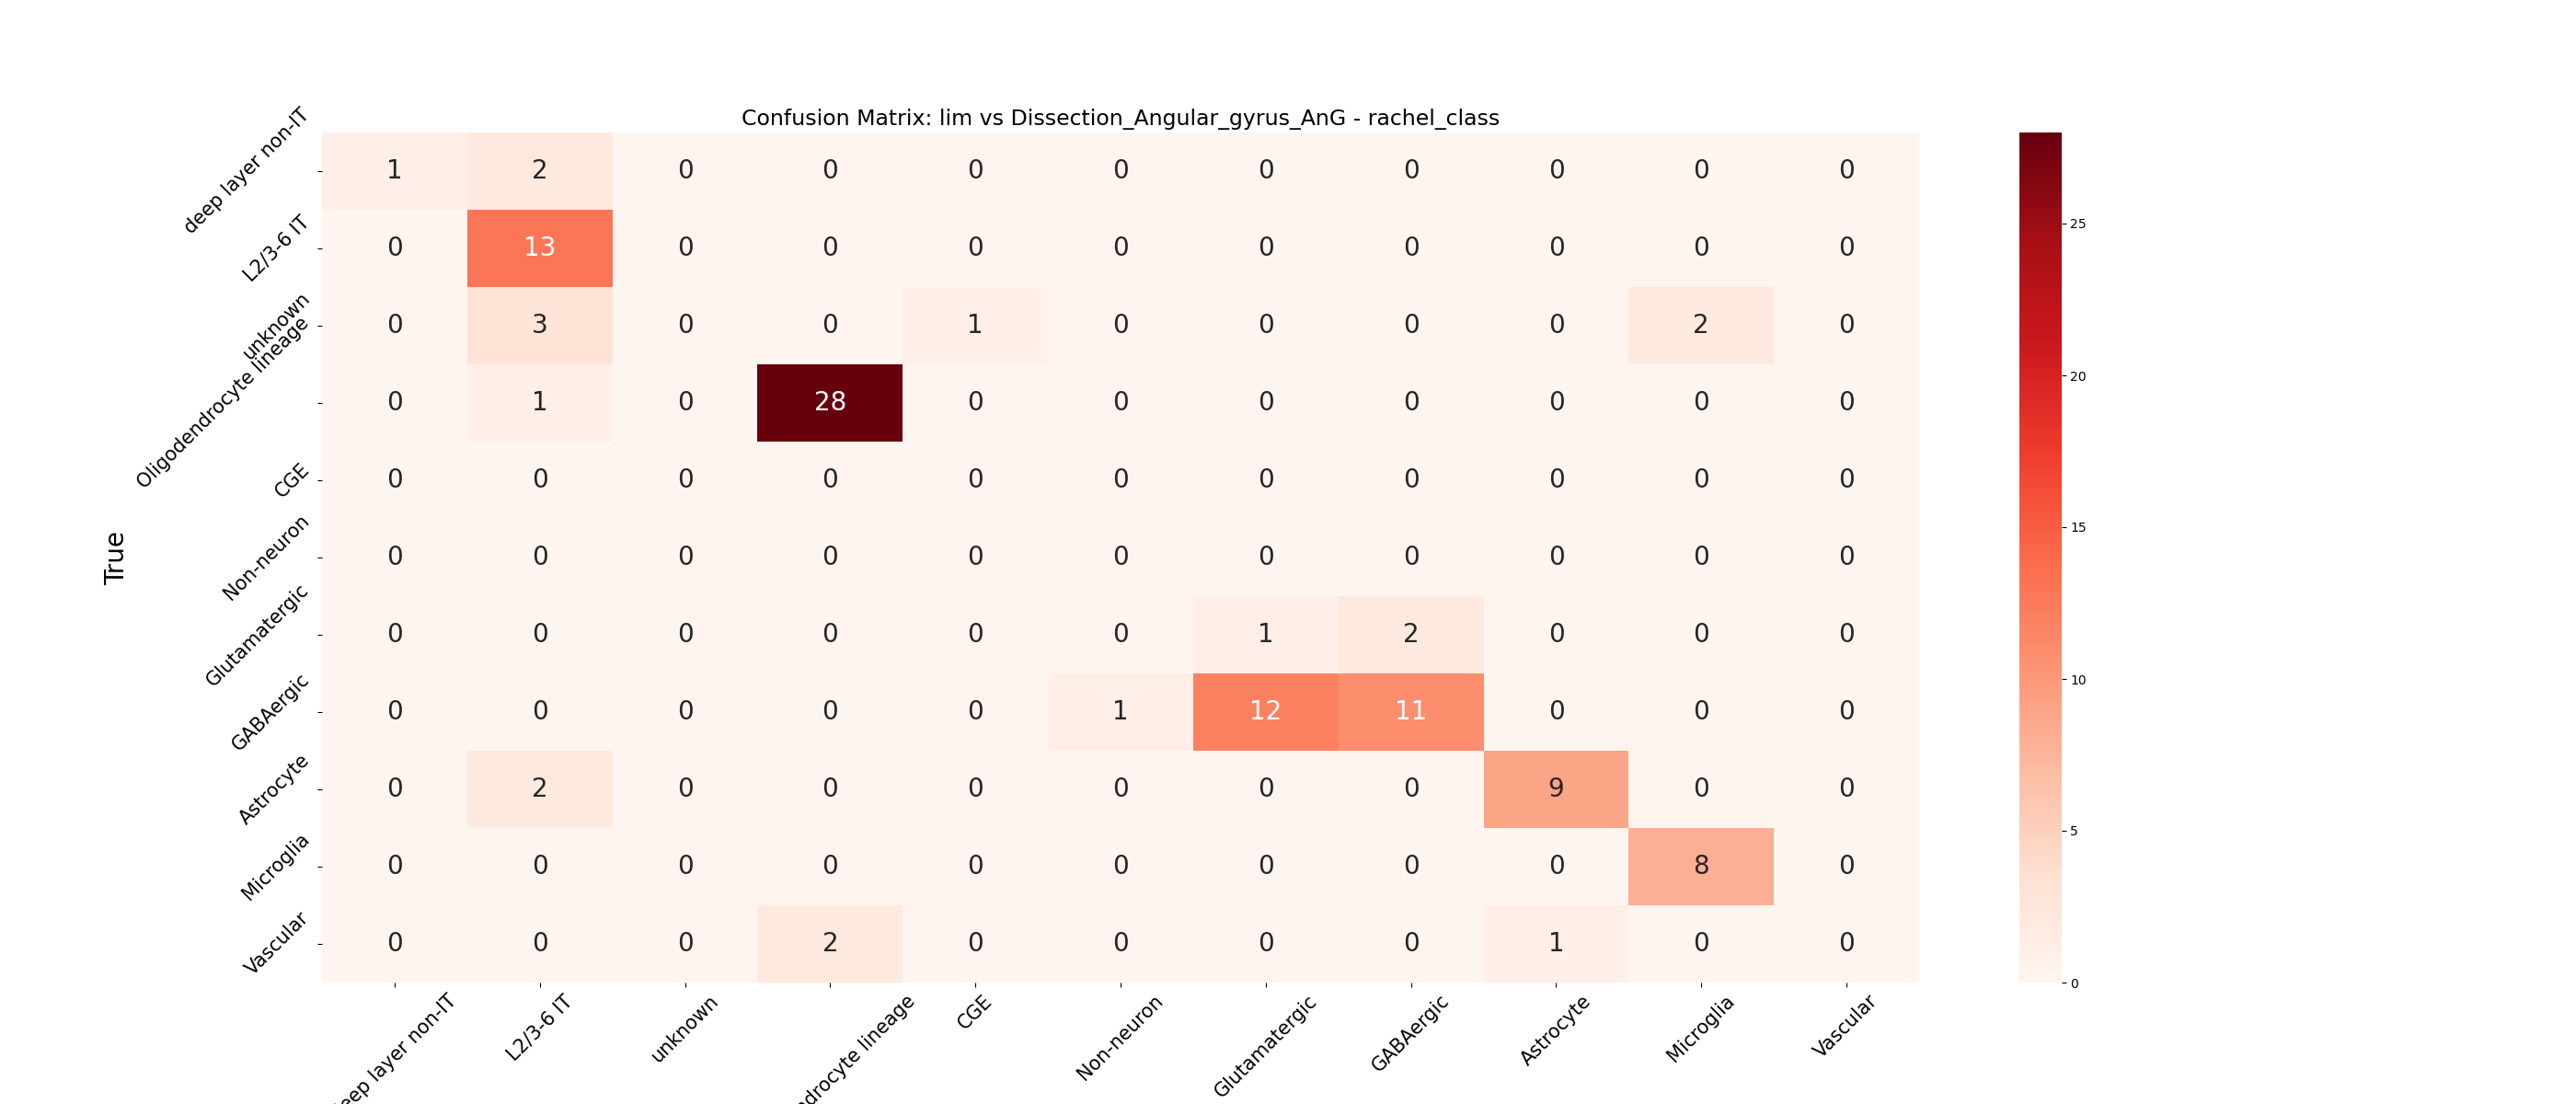 Confusion Matrix: lim vs Dissection_Angular_gyrus_AnG - rachel_class
True
deep layer non-IT 1 2 0 0 0 0 0 0 0 0 0
L2/3-6 IT 0 13 0 0 0 0 0 0 0 0 0
unknown 0 3 0 0 1 0 0 0 0 2 0
Oligodendrocyte lineage 0 1 0 28 0 0 0 0 0 0 0
CGE 0 0 0 0 0 0 0 0 0 0 0
Non-neuron 0 0 0 0 0 0 0 0 0 0 0
Glutamatergic 0 0 0 0 0 0 1 2 0 0 0
GABAergic 0 0 0 0 0 1 12 11 0 0 0
Astrocyte 0 2 0 0 0 0 0 0 9 0 0
Microglia 0 0 0 0 0 0 0 0 0 8 0
Vascular 0 0 0 2 0 0 0 0 1 0 0
layer non-IT
L2/3-6 IT
unknown
lineage
CGE
Non-neuron
Glutamatergic
GABAergic
Astrocyte
Microglia
Vascular
25
20
15
10
5
0